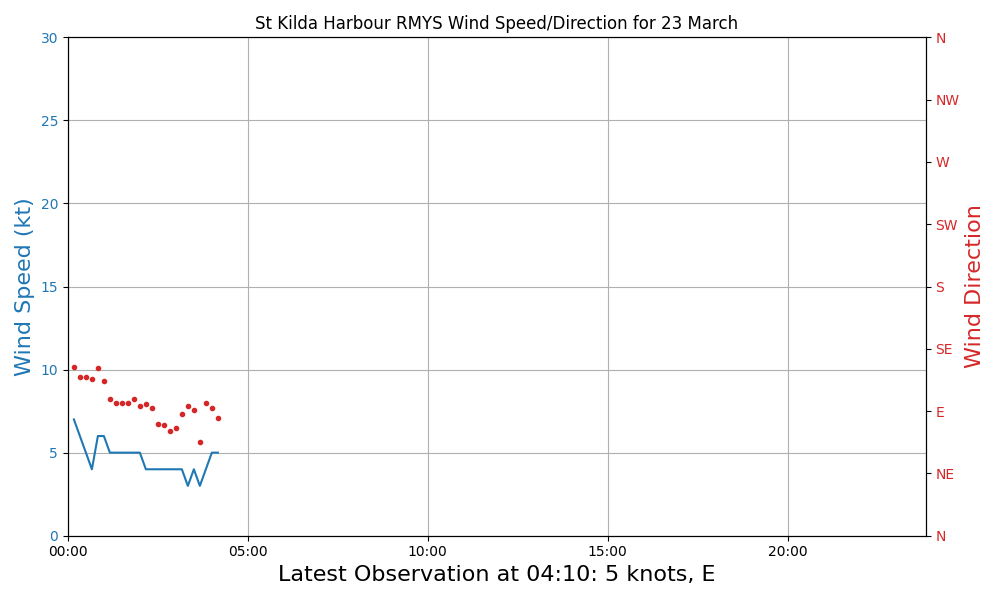 St Kilda Harbour RMYS Wind Speed/Direction for 23 March
Wind Speed (kt)
30
25
20
15
10
5
0
00:00
05:00
10:00
15:00
20:00
N
NW
W
SW
S
SE
E
NE
N
Wind Direction
Latest Observation at 04:10: 5 knots, E